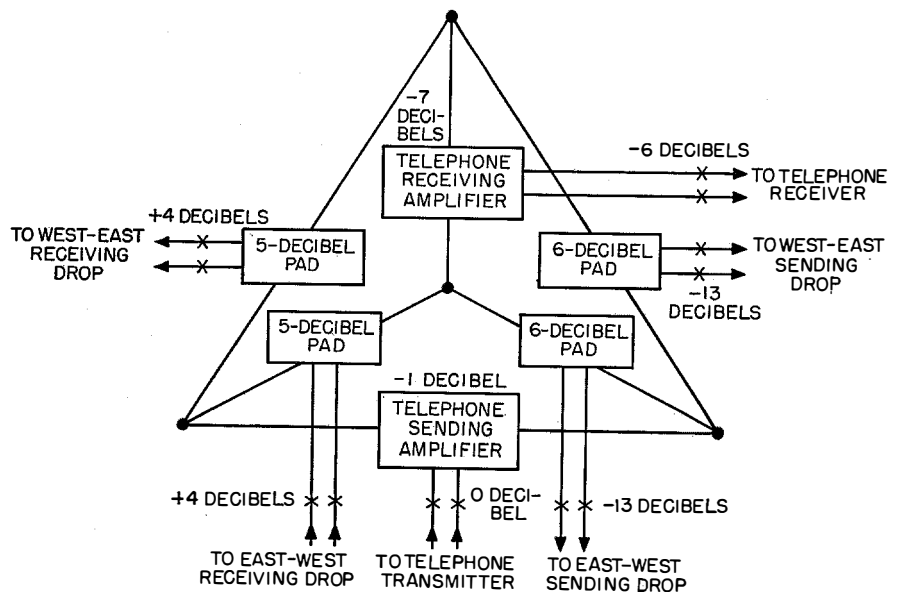 -7
DECI-
BELS
TELEPHONE
RECEIVING
AMPLIFIER
-6 DECIBELS
TO TELEPHONE
RECEIVER
+4 DECIBELS
TO WEST-EAST
RECEIVING
DROP
5-DECIBEL
PAD
6-DECIBEL
PAD
TO WEST-EAST
SENDING
DROP
-13
DECIBELS
5-DECIBEL
PAD
6-DECIBEL
PAD
-1 DECIBEL
TELEPHONE
SENDING
AMPLIFIER
+4 DECIBELS
0 DECI-
BEL
-13 DECIBELS
TO EAST-WEST
RECEIVING DROP
TO TELEPHONE
TRANSMITTER
TO EAST-WEST
SENDING DROP